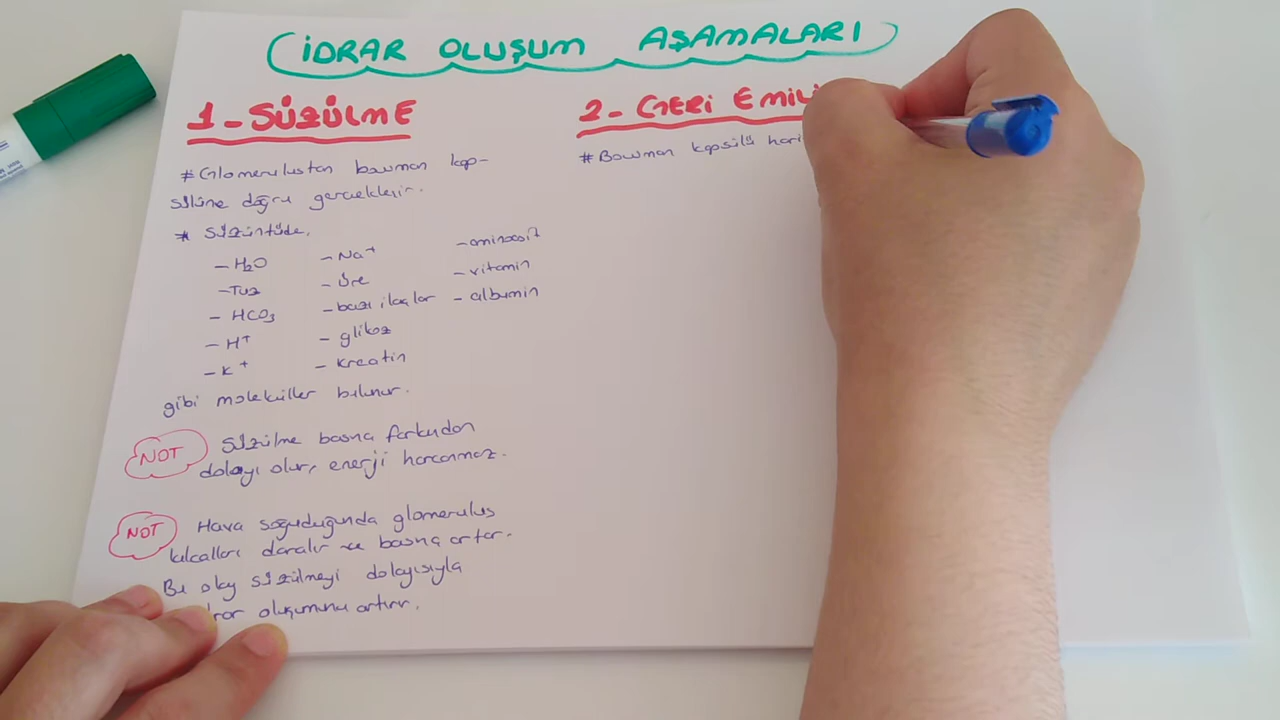 İDRAR OLUŞUM AŞAMALARI
1- SÜZÜLME
# Glomerulustan bowman kap-
sülüne doğru gerçekleşir.
* Süzüntüde,
- H₂O
- Tuz
- HCO₃
- H⁺
- K⁺
- Na⁺
- Üre
- bazı ilaçlar
- glikoz
- kreatin
- aminoasit
- vitamin
- albumin
gibi moleküller bulunur.
NOT Süzülme basınç farkından
dolayı olur, enerji harcanmaz.
NOT Hava soğuduğunda glomerulus
kılcalları daralır ve basınç artar.
Bu olay süzülmeyi dolayısıyla
oluşumunu artırır.
2- GERİ
# Bowman kapsülü